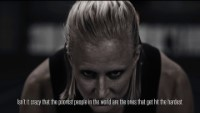 Isn't it crazy that the poorest people in the world are the ones that get hit the hardest